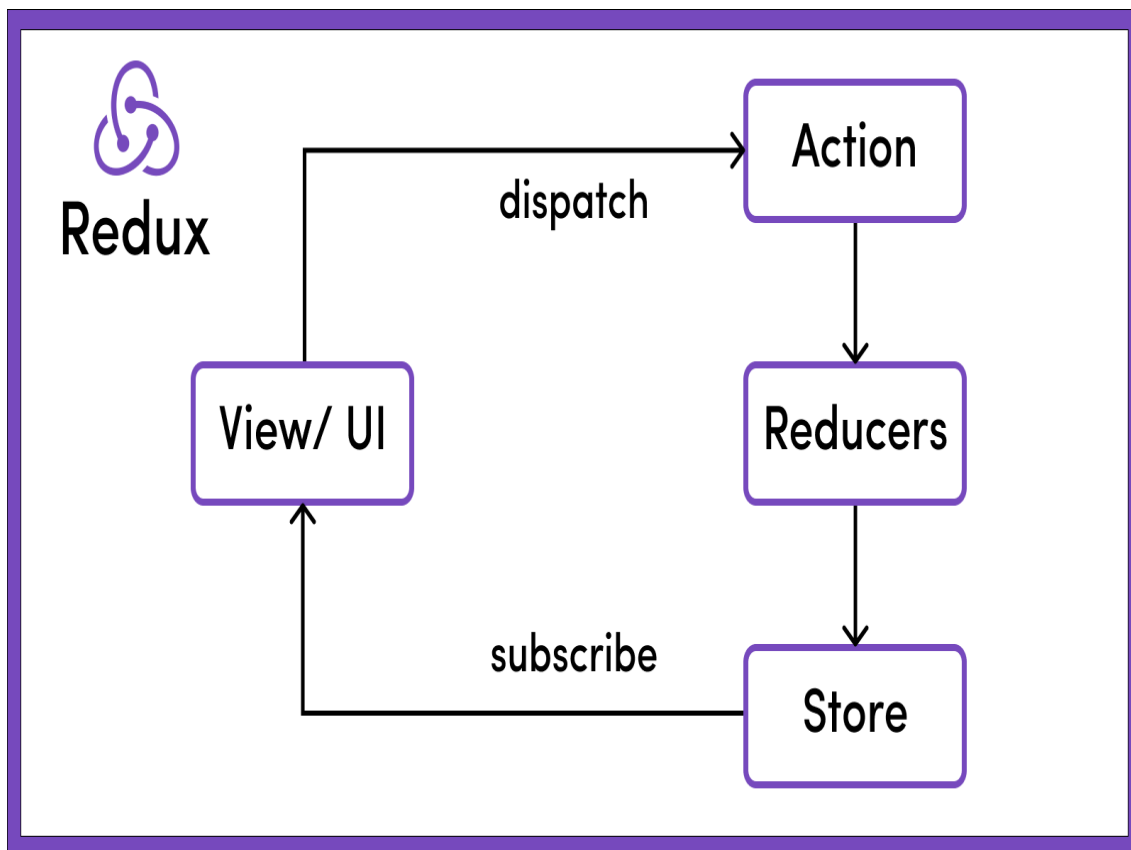 Redux
Action
dispatch
View/ UI
Reducers
subscribe
Store